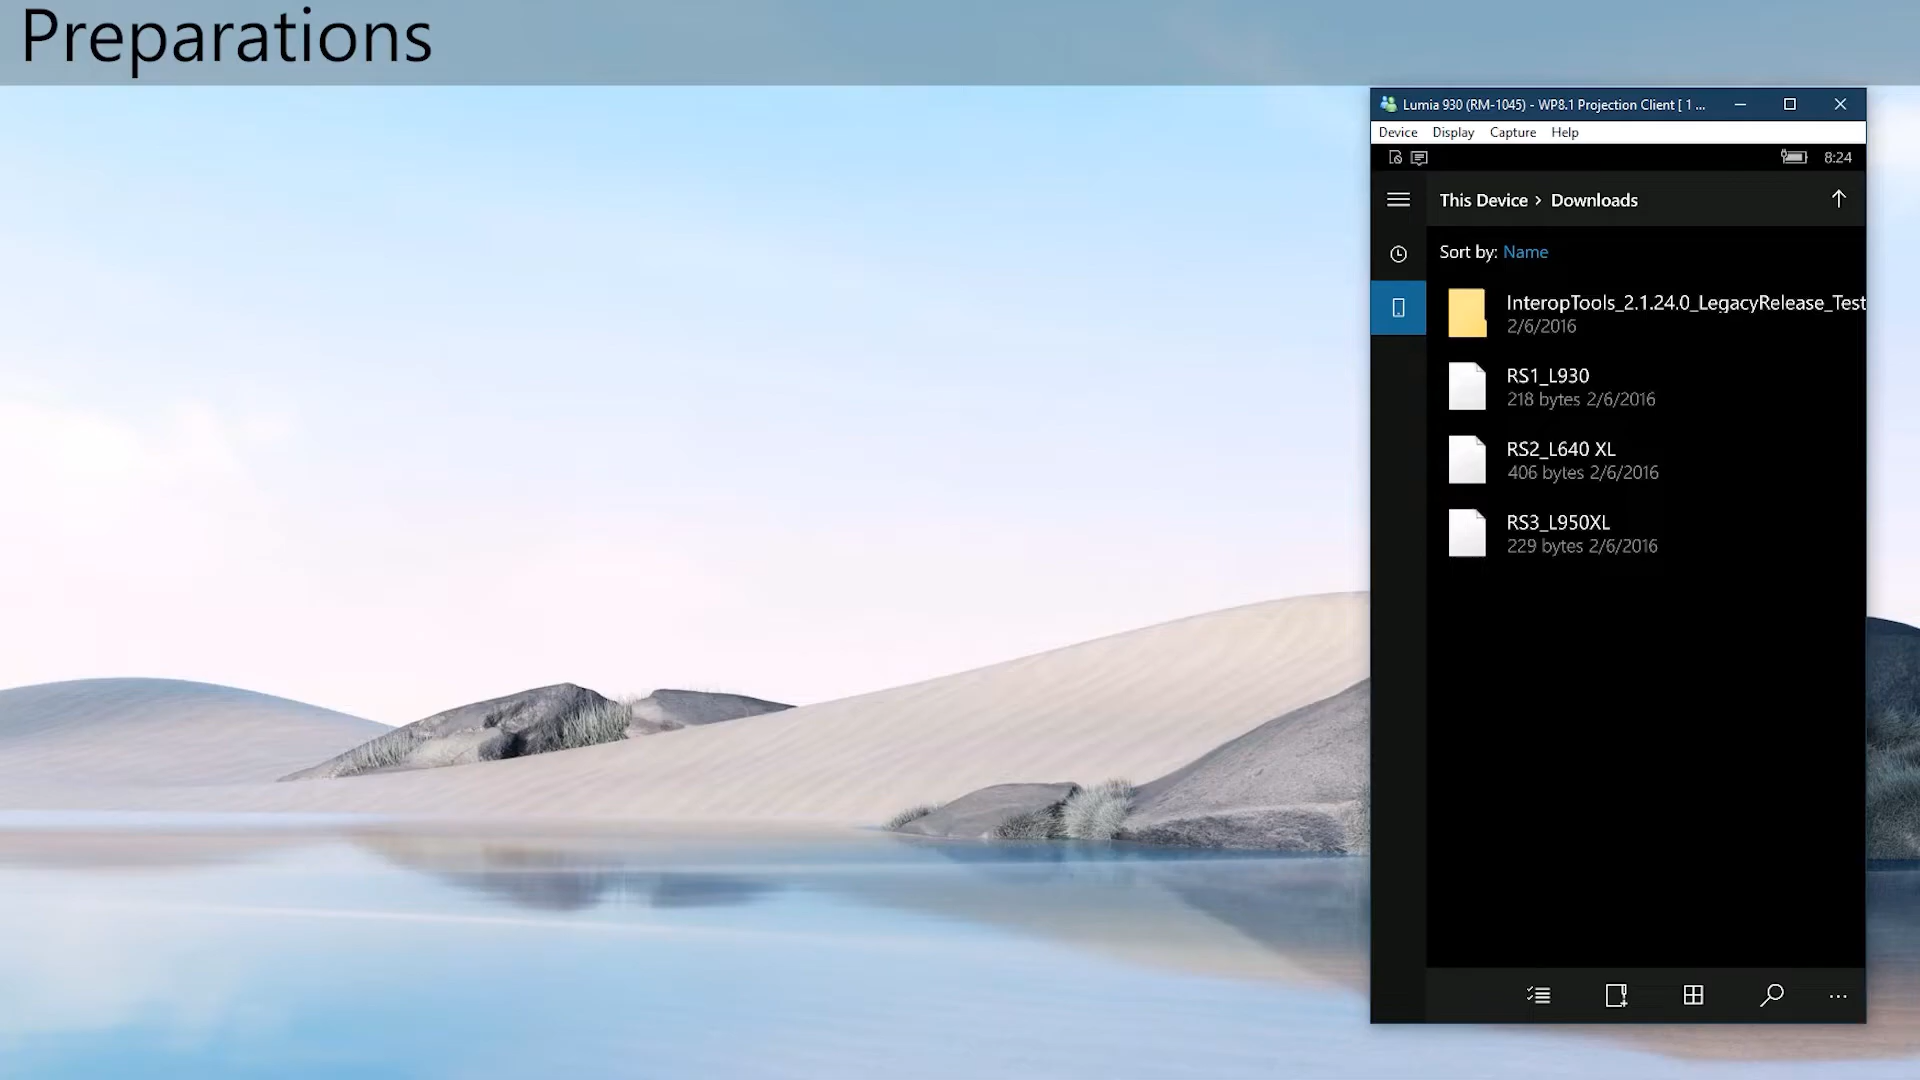 Preparations
Lumia 930 (RM-1045) - WP8.1 Projection Client [ 1 ...
Device Display Capture Help
8:24
This Device > Downloads
Sort by: Name
InteropTools_2.1.24.0_LegacyRelease_Test
2/6/2016
RS1_L930
218 bytes 2/6/2016
RS2_L640 XL
406 bytes 2/6/2016
RS3_L950XL
229 bytes 2/6/2016